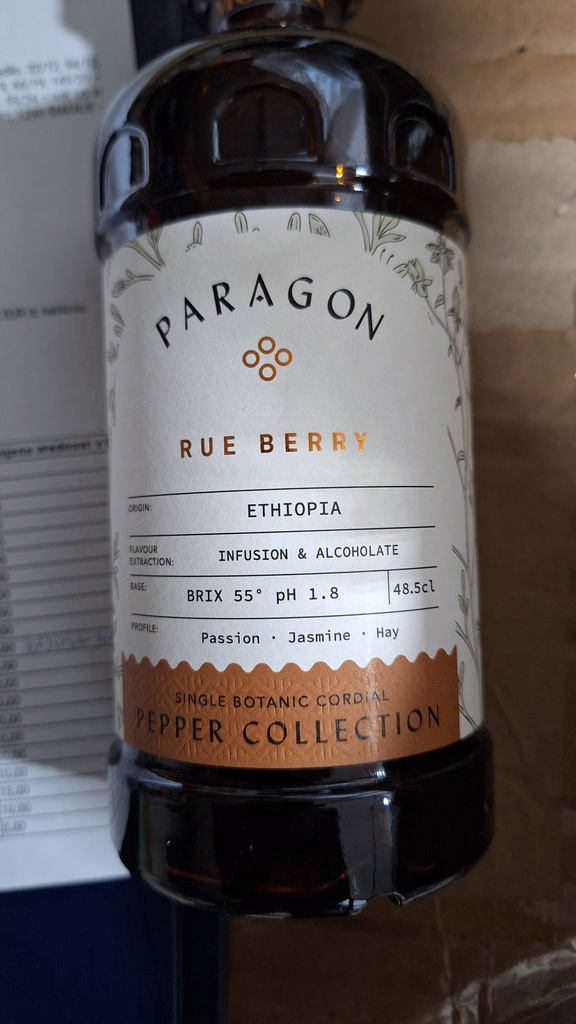 PARAGON
RUE BERRY
ORIGIN: ETHIOPIA
FLAVOUR EXTRACTION: INFUSION & ALCOHOLATE
BASE: BRIX 55° pH 1.8 48.5cl
PROFILE: Passion · Jasmine · Hay
SINGLE BOTANIC CORDIAL
PEPPER COLLECTION